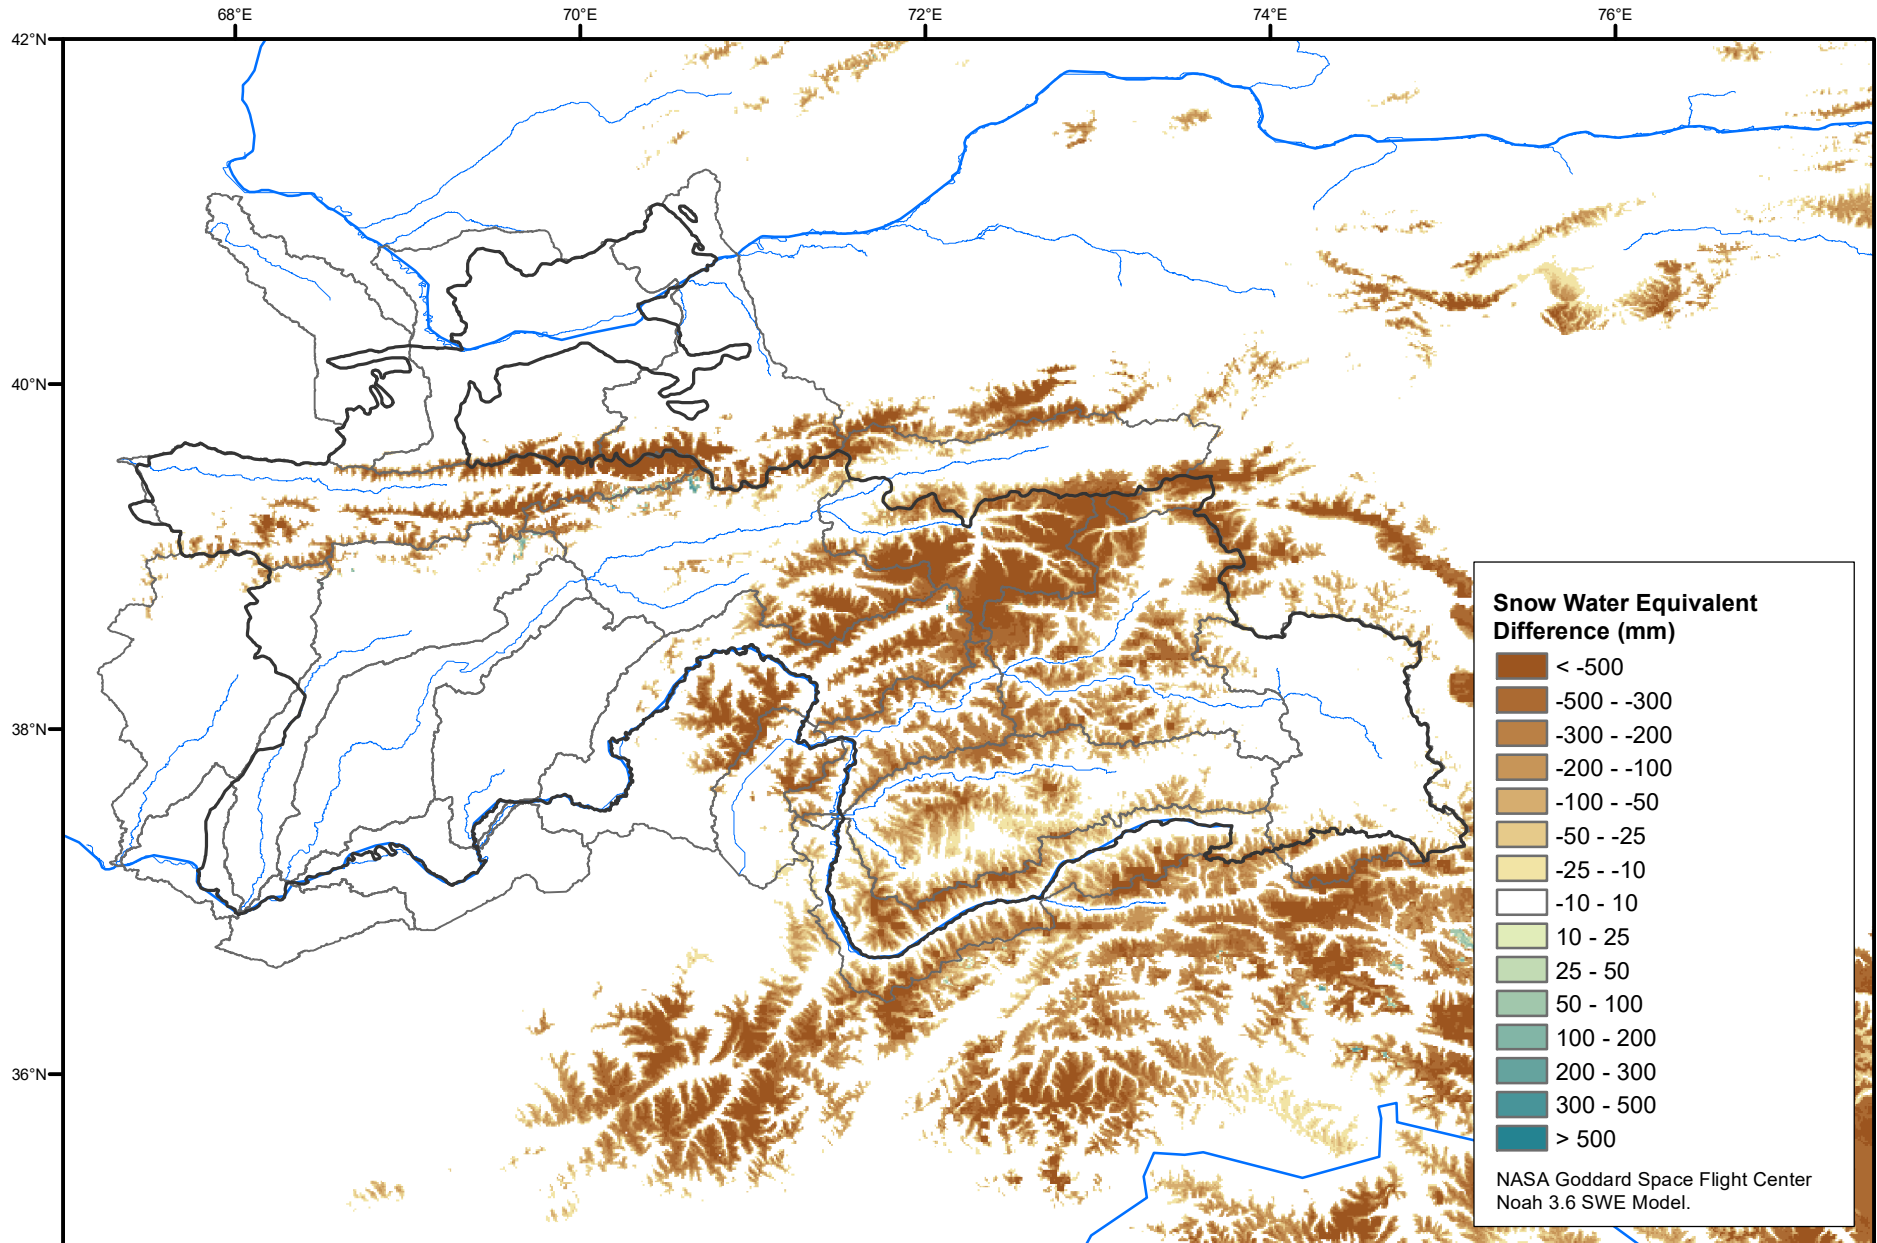 68°E
70°E
72°E
74°E
76°E
42°N
40°N
38°N
36°N
Snow Water Equivalent
Difference (mm)
< -500
-500 - -300
-300 - -200
-200 - -100
-100 - -50
-50 - -25
-25 - -10
-10 - 10
10 - 25
25 - 50
50 - 100
100 - 200
200 - 300
300 - 500
> 500
NASA Goddard Space Flight Center
Noah 3.6 SWE Model.